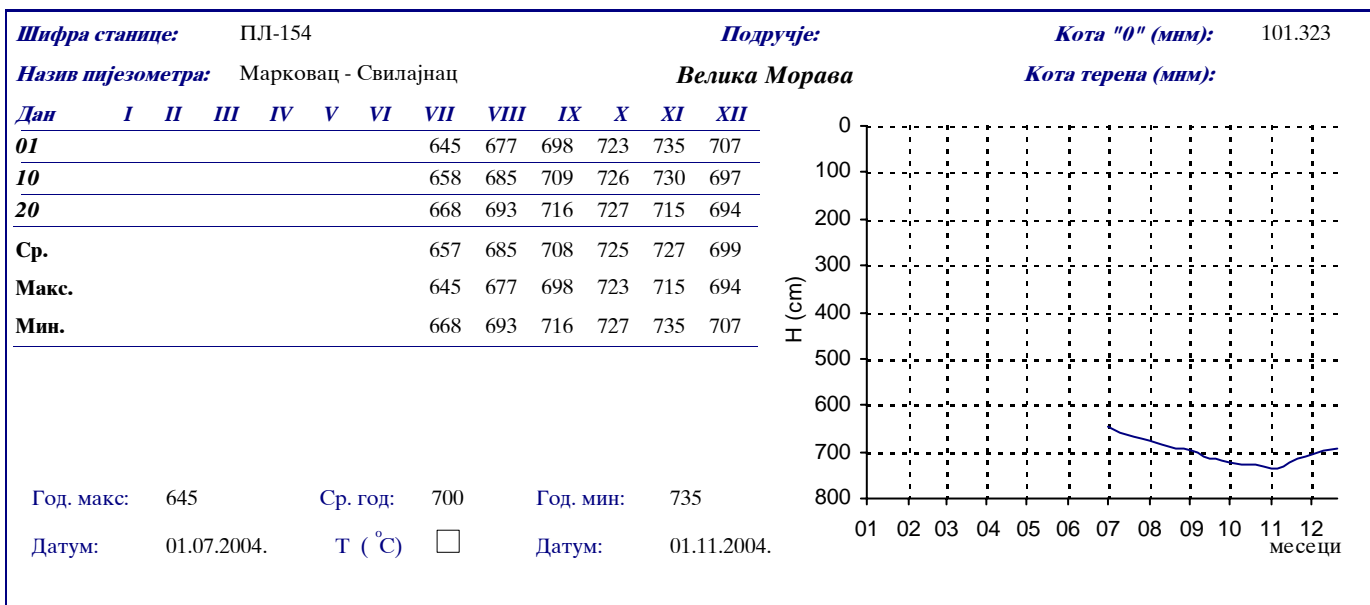 Шифра станице: ПЛ-154 Подручје: Кота "0" (мнм): 101.323
Назив пијезометра: Марковац - Свилајнац Велика Морава Кота терена (мнм):
Дан I II III IV V VI VII VIII IX X XI XII
01 645 677 698 723 735 707
10 658 685 709 726 730 697
20 668 693 716 727 715 694
Ср. 657 685 708 725 727 699
Макс. 645 677 698 723 715 694
Мин. 668 693 716 727 735 707
0
100
200
300
400
500
600
700
800
H (cm)
01 02 03 04 05 06 07 08 09 10 11 12
месеци
Год. макс: 645 Ср. год: 700 Год. мин: 735
Датум: 01.07.2004. Т ( °C) Датум: 01.11.2004.